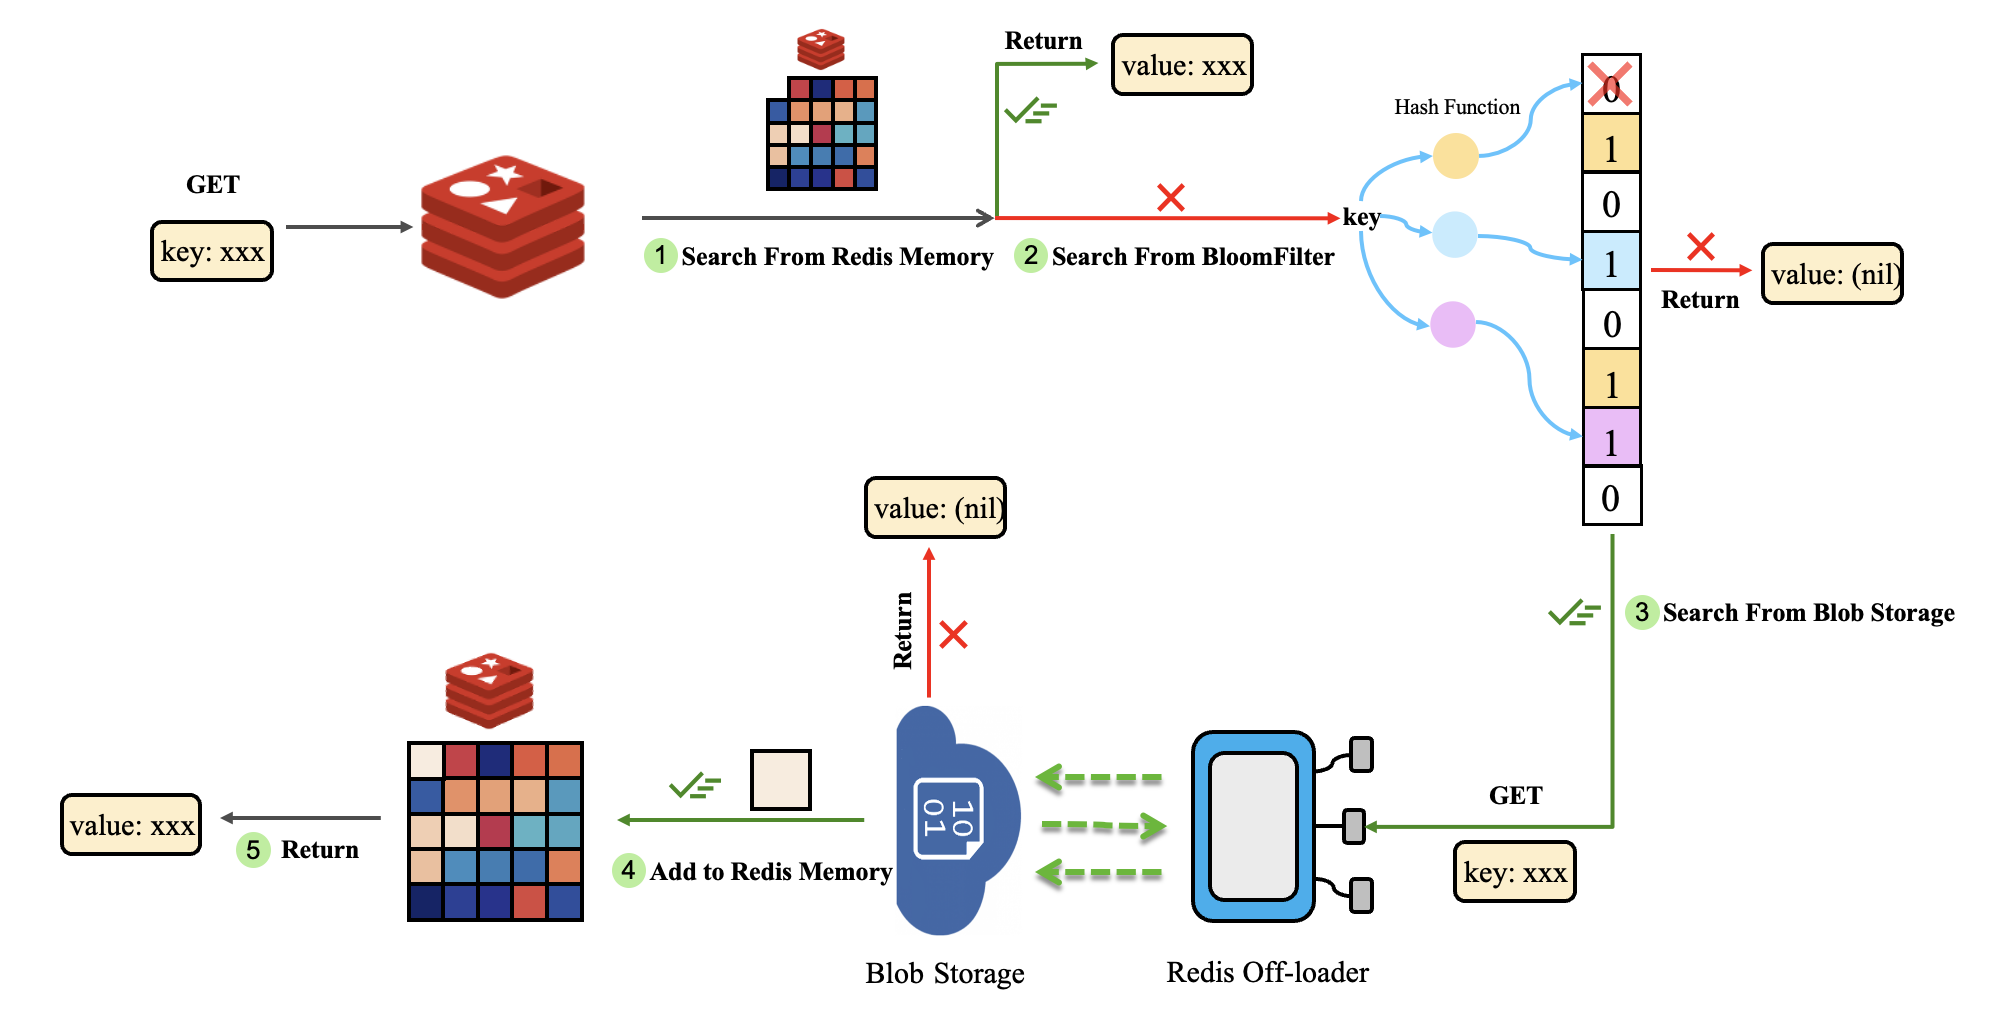 GET
key: xxx
1 Search From Redis Memory
Return
value: xxx
2 Search From BloomFilter
key
Hash Function
0
1
0
1
0
1
1
0
Return
value: (nil)
3 Search From Blob Storage
GET
key: xxx
Redis Off-loader
10
01
Blob Storage
Return
value: (nil)
4 Add to Redis Memory
5 Return
value: xxx